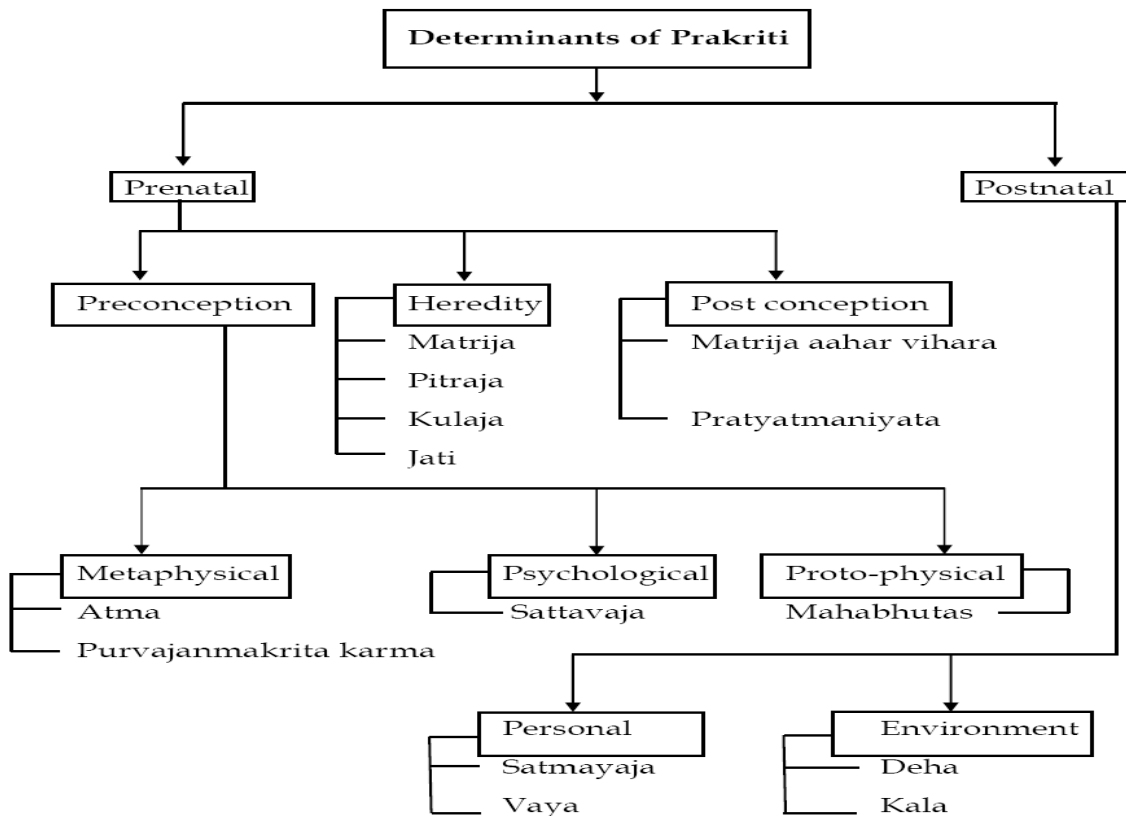 Determinants of Prakriti
Prenatal
Postnatal
Preconception
Heredity
Matrija
Pitraja
Kulaja
Jati
Post conception
Matrija aahar vihara
Pratyatmaniyata
Metaphysical
Atma
Purvajanmakrita karma
Psychological
Sattavaja
Proto-physical
Mahabhutas
Personal
Satmayaja
Vaya
Environment
Deha
Kala